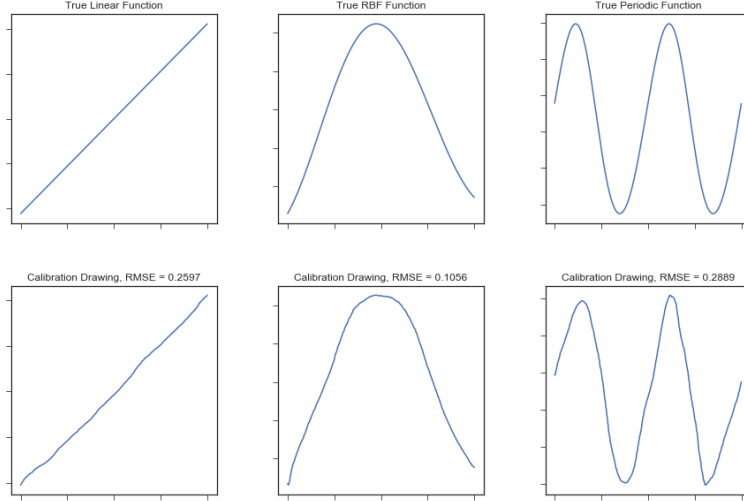 True Linear Function
True RBF Function
True Periodic Function
Calibration Drawing, RMSE = 0.2597
Calibration Drawing, RMSE = 0.1056
Calibration Drawing, RMSE = 0.2889